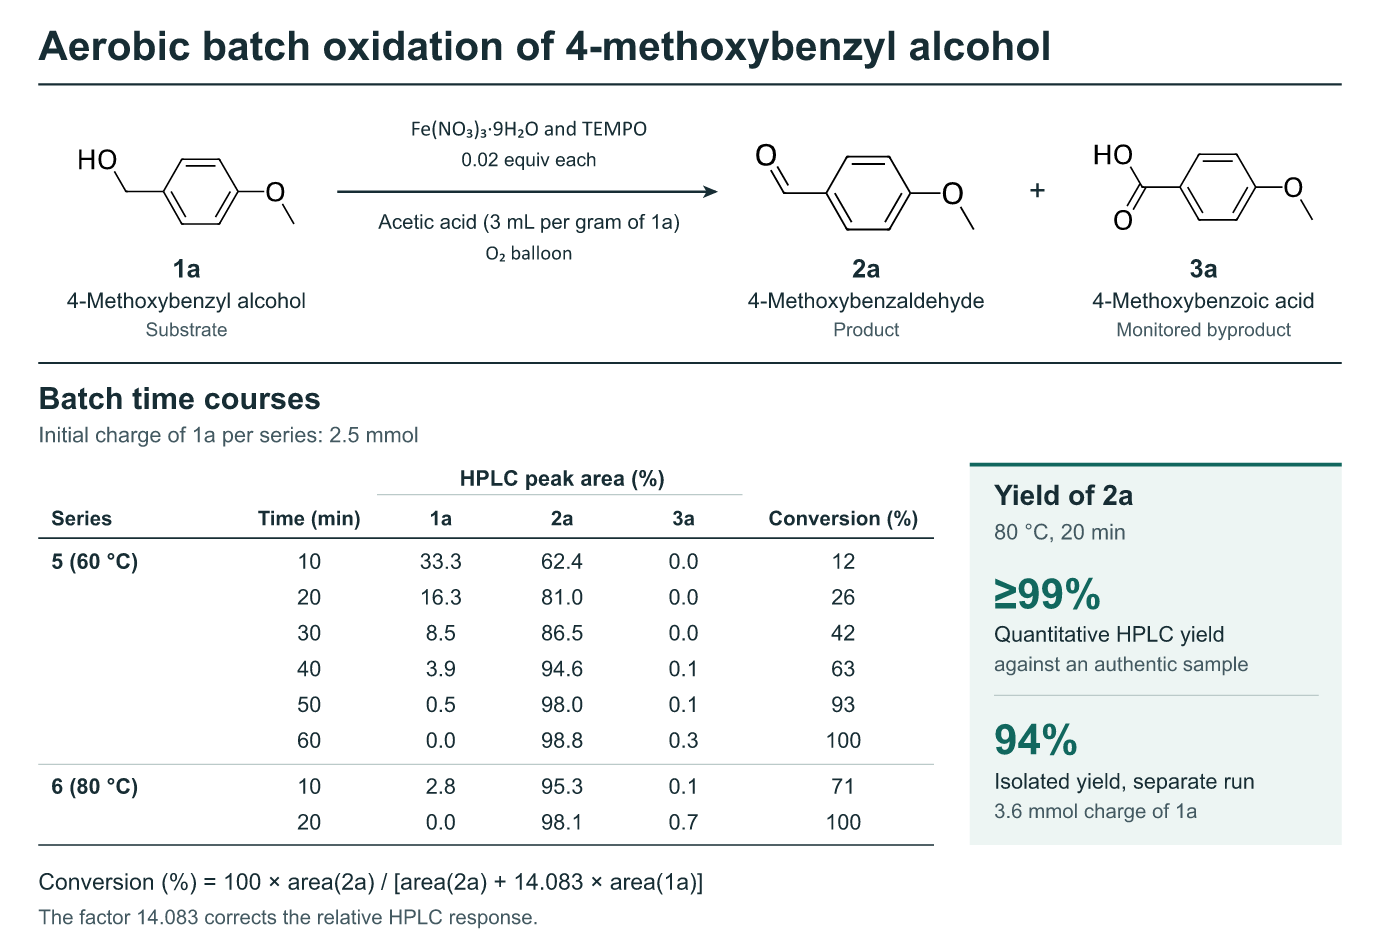 Aerobic batch oxidation of 4-methoxybenzyl alcohol
HO
O
Fe(NO₃)₃·9H₂O and TEMPO
0.02 equiv each
Acetic acid (3 mL per gram of 1a)
O₂ balloon
O
O
+
HO
O
O
1a
2a
3a
4-Methoxybenzyl alcohol
4-Methoxybenzaldehyde
4-Methoxybenzoic acid
Substrate
Product
Monitored byproduct
Batch time courses
Initial charge of 1a per series: 2.5 mmol
HPLC peak area (%)
Series Time (min) 1a 2a 3a Conversion (%)
5 (60 °C) 10 33.3 62.4 0.0 12
20 16.3 81.0 0.0 26
30 8.5 86.5 0.0 42
40 3.9 94.6 0.1 63
50 0.5 98.0 0.1 93
60 0.0 98.8 0.3 100
6 (80 °C) 10 2.8 95.3 0.1 71
20 0.0 98.1 0.7 100
Yield of 2a
80 °C, 20 min
≥99%
Quantitative HPLC yield
against an authentic sample
94%
Isolated yield, separate run
3.6 mmol charge of 1a
Conversion (%) = 100 × area(2a) / [area(2a) + 14.083 × area(1a)]
The factor 14.083 corrects the relative HPLC response.